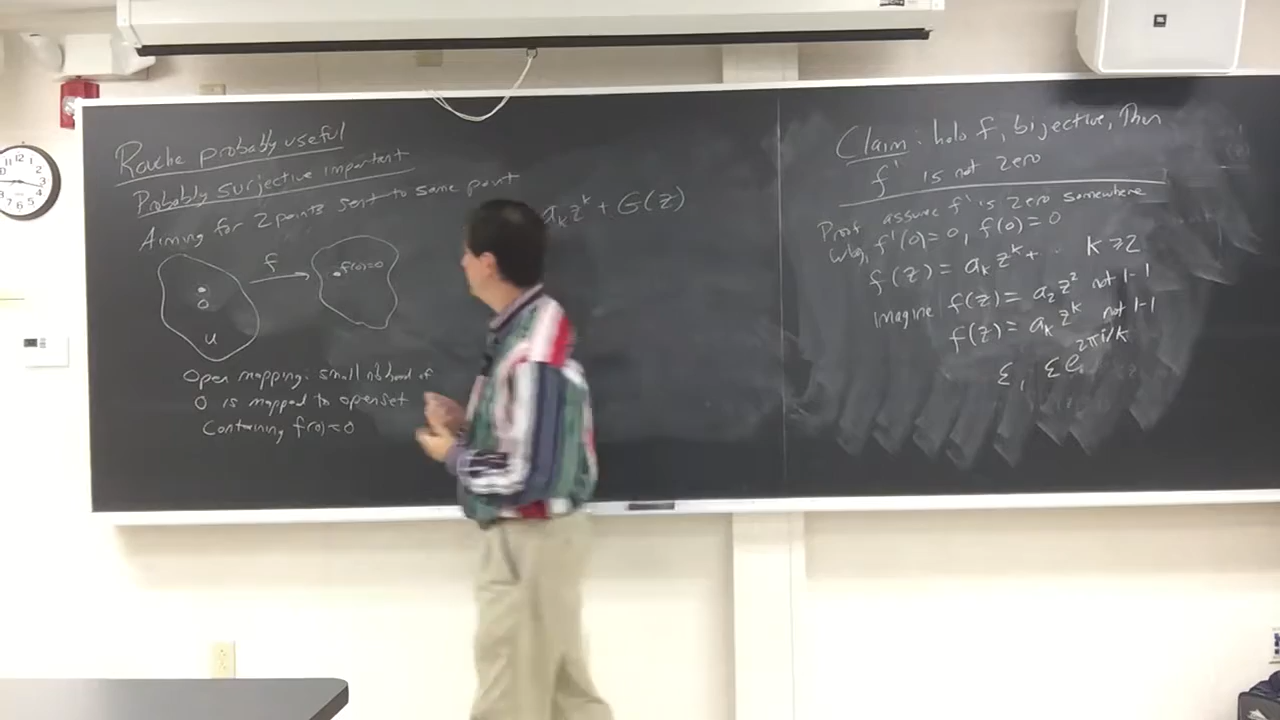 Rouche probably useful
Probably surjective important
Aiming for 2 points sent to same point
f
f(0)=0
0
U
Open mapping: small nbhood of
0 is mapped to open set
Containing f(0)=0
a_k z^k + G(z)
Claim: holo f, bijective, Then
f' is not zero
Proof assume f' is zero somewhere
wlog, f'(0)=0, f(0)=0
f(z) = a_k z^k + ... k ≥ 2
imagine f(z) = a_2 z^2 not 1-1
f(z) = a_k z^k not 1-1
ε, ε e^{2πi/k}
JBL